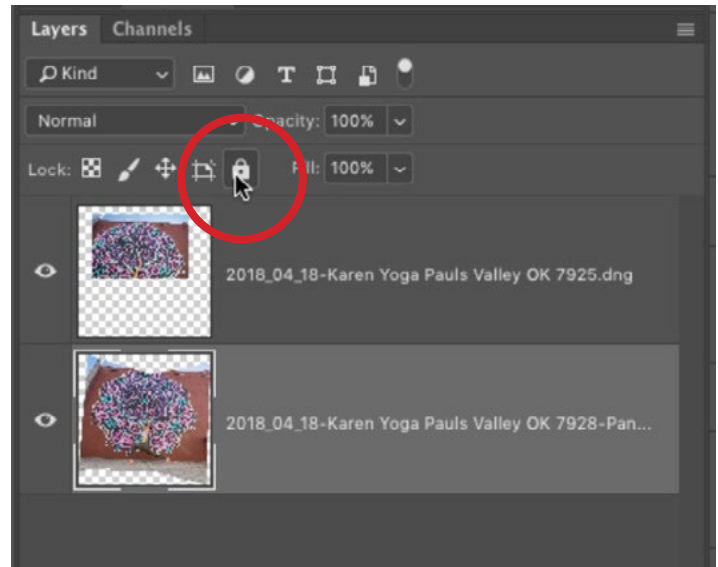 Layers Channels
Kind
Normal Opacity: 100%
Lock: Fill: 100%
2018_04_18-Karen Yoga Pauls Valley OK 7925.dng
2018_04_18-Karen Yoga Pauls Valley OK 7928-Pan...